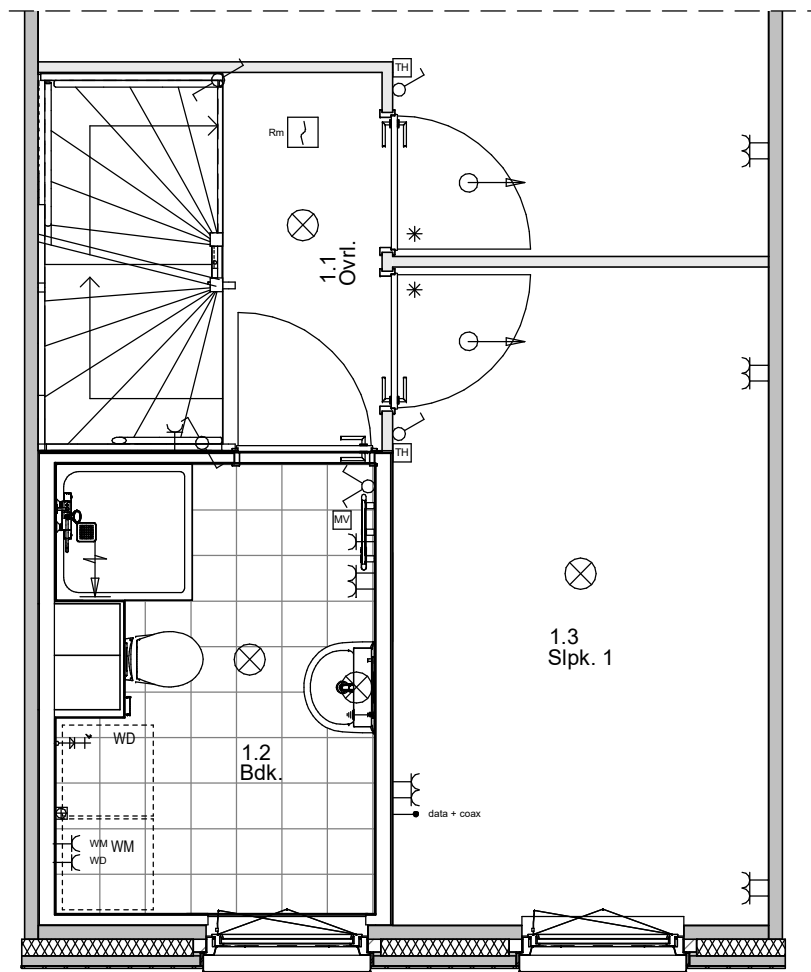 TH
Rm
1.1
Ovrl.
TH
MV
1.3
Slpk. 1
WD
1.2
Bdk.
data + coax
WM WM
WD